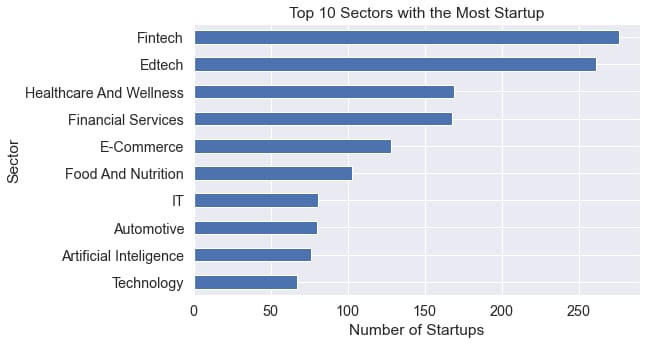 Top 10 Sectors with the Most Startup
Fintech
Edtech
Healthcare And Wellness
Financial Services
E-Commerce
Food And Nutrition
IT
Automotive
Artificial Inteligence
Technology
Sector
0 50 100 150 200 250
Number of Startups